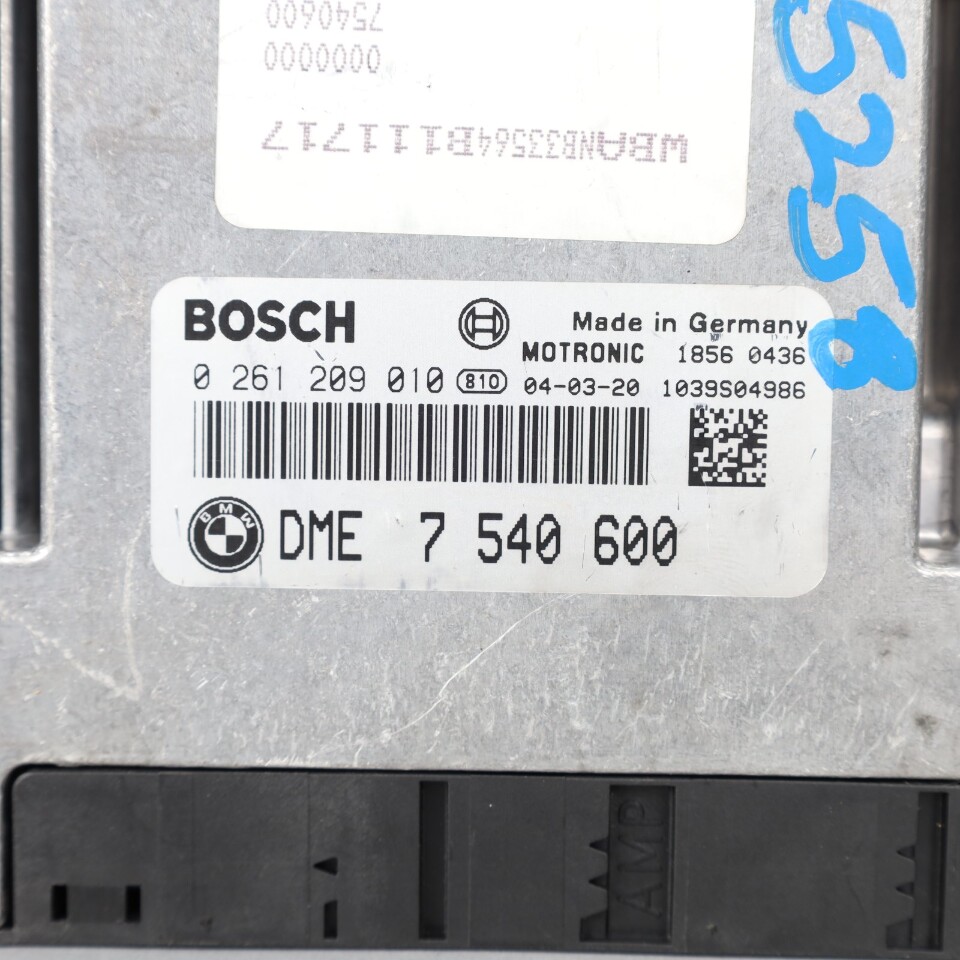 7540600
0000000
WBANB33564B111717
5258
BOSCH
Made in Germany
MOTRONIC 1856 0436
0 261 209 010 810 04-03-20 1039S04986
BMW
DME 7 540 600
AMP